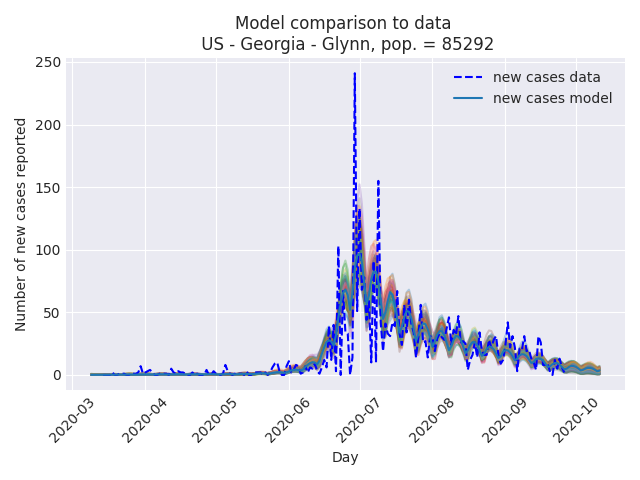 Model comparison to data
US - Georgia - Glynn, pop. = 85292
new cases data
new cases model
Number of new cases reported
250
200
150
100
50
0
2020-03
2020-04
2020-05
2020-06
2020-07
2020-08
2020-09
2020-10
Day